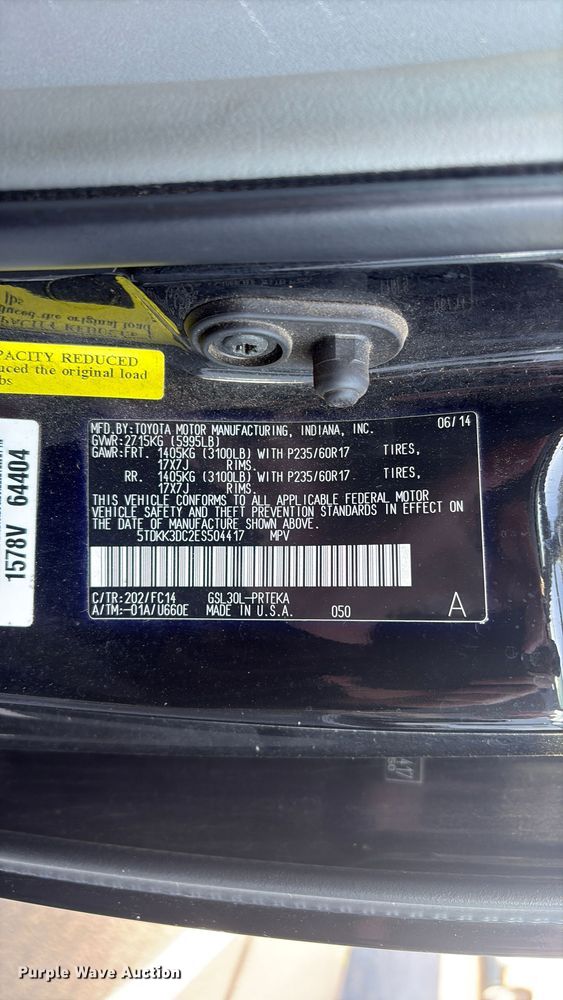 PACITY REDUCED
uced the original load
bs
1578V 64404
MFD.BY:TOYOTA MOTOR MANUFACTURING, INDIANA, INC. 06/14
GVWR:2715KG (5995LB)
GAWR:FRT. 1405KG (3100LB) WITH P235/60R17 TIRES,
17X7J RIMS.
RR. 1405KG (3100LB) WITH P235/60R17 TIRES,
17X7J RIMS.
THIS VEHICLE CONFORMS TO ALL APPLICABLE FEDERAL MOTOR
VEHICLE SAFETY AND THEFT PREVENTION STANDARDS IN EFFECT ON
THE DATE OF MANUFACTURE SHOWN ABOVE.
5TDKK3DC2ES504417 MPV
C/TR:202/FC14 GSL30L-PRTEKA
A/TM:-01A/U660E MADE IN U.S.A. 050 A
417
Purple Wave Auction